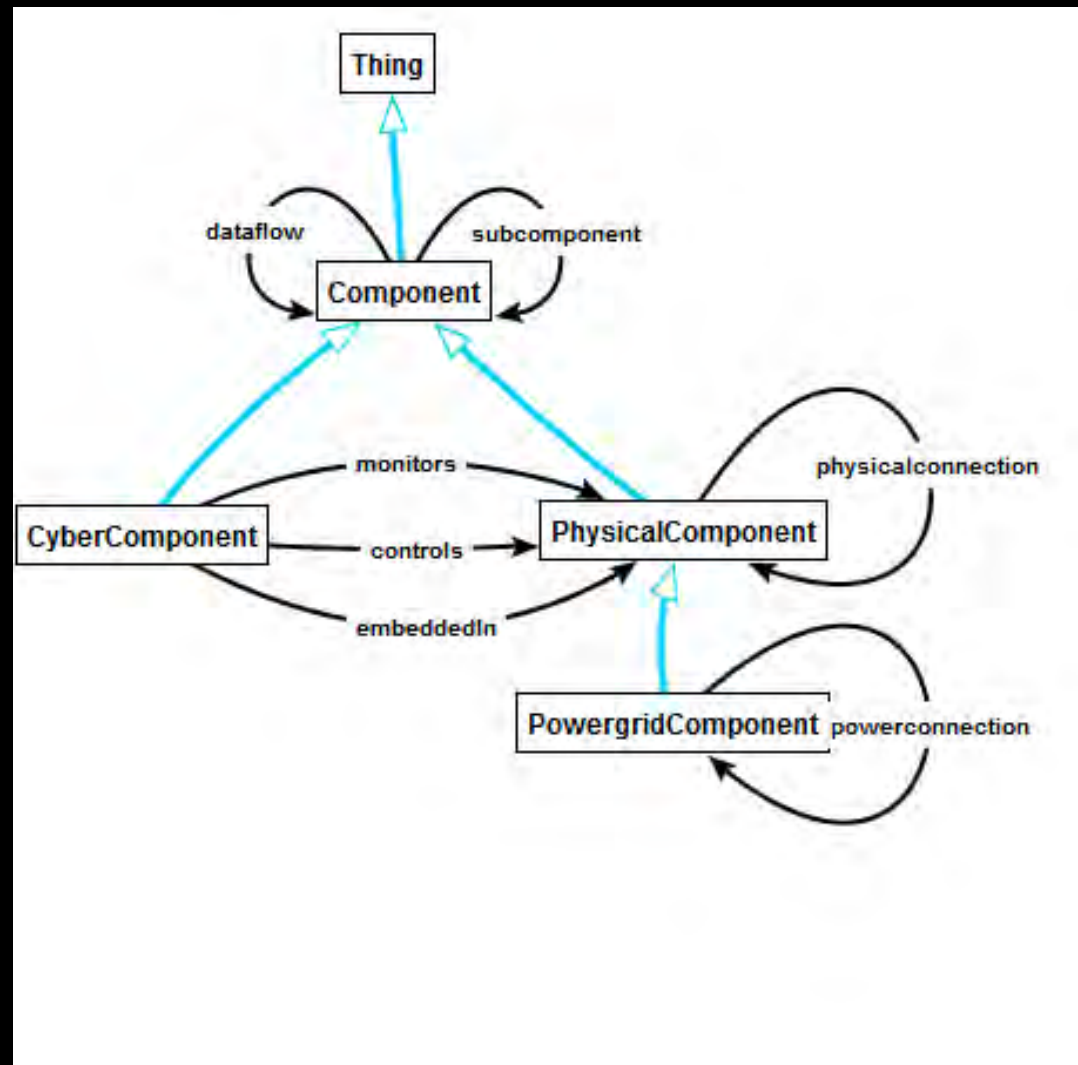 Thing
dataflow
subcomponent
Component
monitors
physicalconnection
CyberComponent
controls
PhysicalComponent
embeddedIn
PowergridComponent
powerconnection